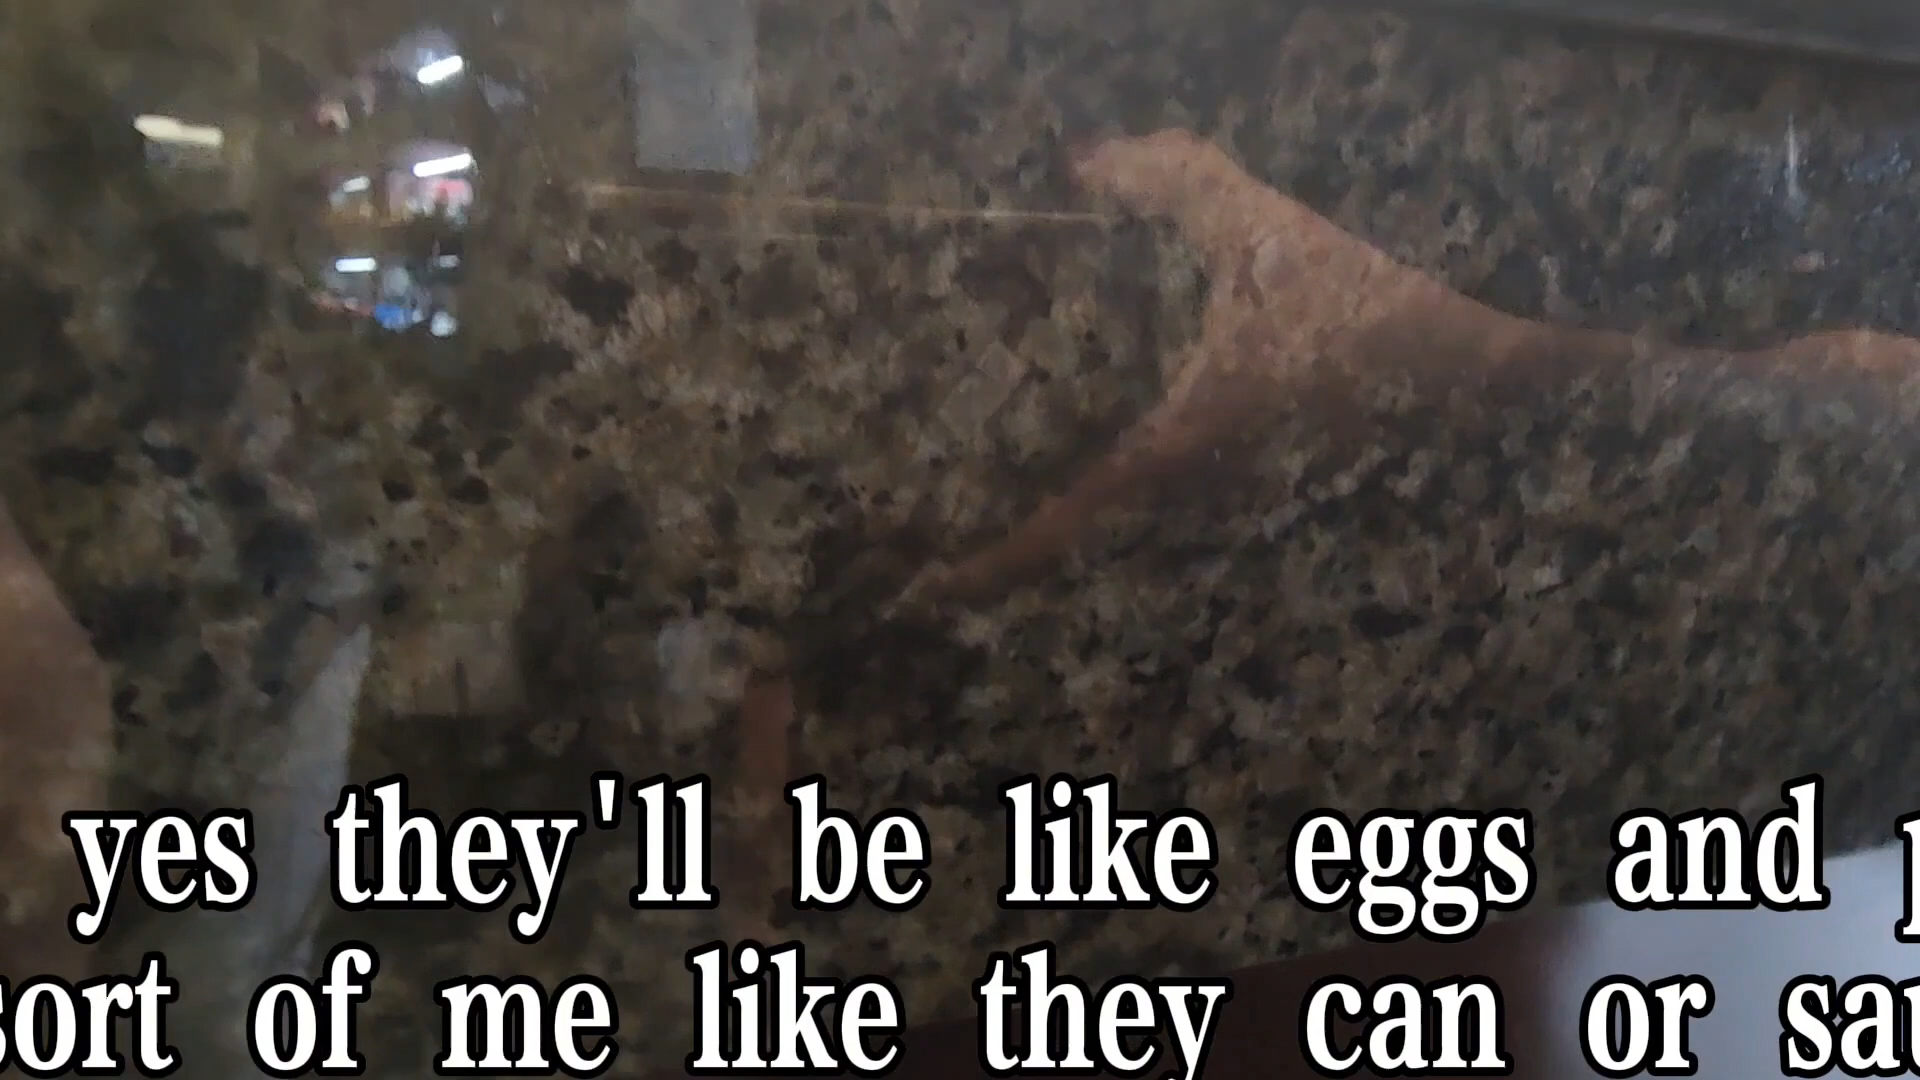 yes they'll be like eggs and
sort of me like they can or